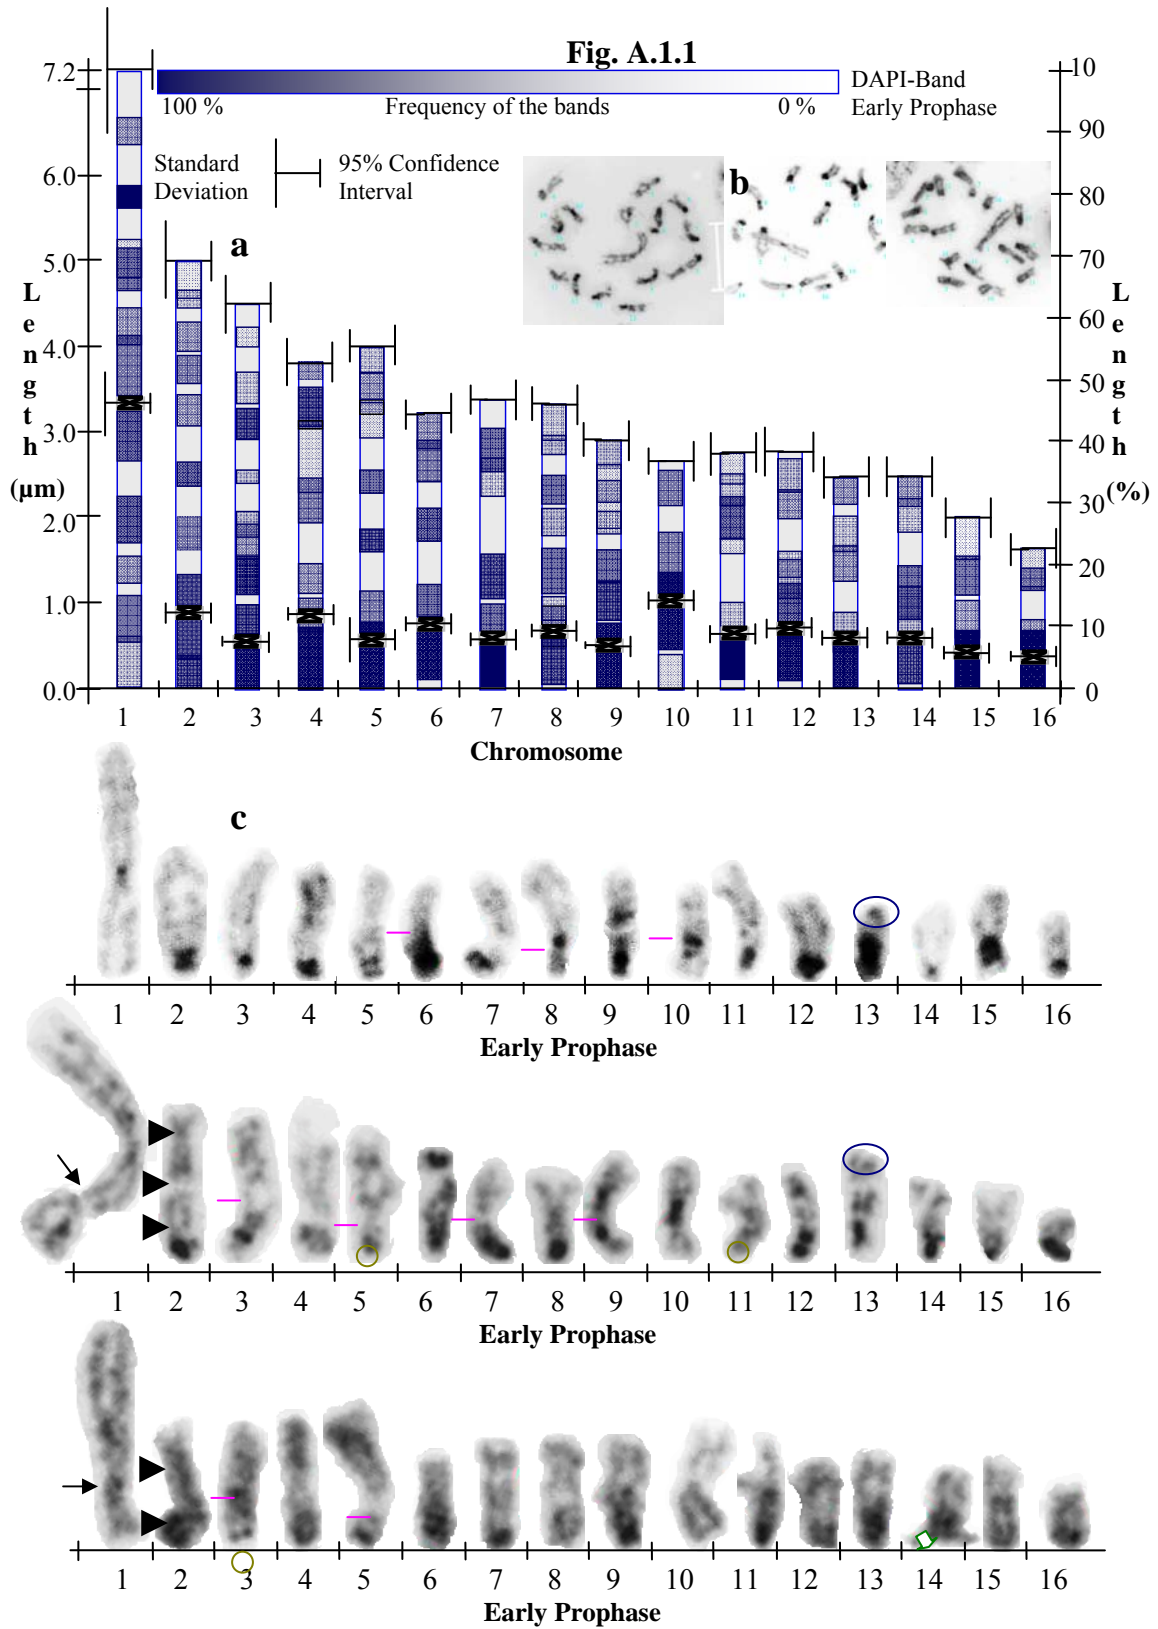 Fig. A.1.1
DAPI-Band
Early Prophase
100 %
Frequency of the bands
0 %
Standard
Deviation
95% Confidence
Interval
a
b
Length
(µm)
7.2
6.0
5.0
4.0
3.0
2.0
1.0
0.0
10
90
80
70
60
50
40
30
20
10
0
Length
(%)
1 2 3 4 5 6 7 8 9 10 11 12 13 14 15 16
Chromosome
c
1 2 3 4 5 6 7 8 9 10 11 12 13 14 15 16
Early Prophase
1 2 3 4 5 6 7 8 9 10 11 12 13 14 15 16
Early Prophase
1 2 3 4 5 6 7 8 9 10 11 12 13 14 15 16
Early Prophase